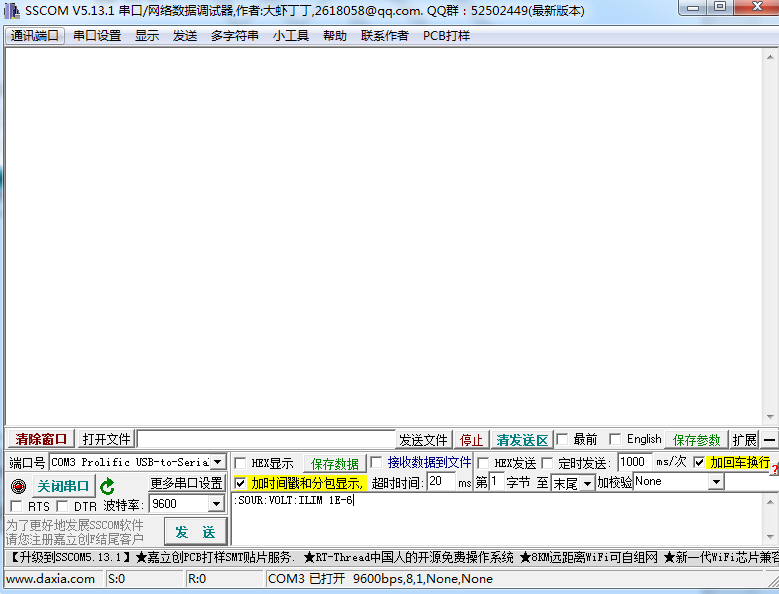 SSCOM V5.13.1 串口/网络数据调试器,作者:大虾丁丁,2618058@qq.com. QQ群：52502449(最新版本)
通讯端口 串口设置 显示 发送 多字符串 小工具 帮助 联系作者 PCB打样
清除窗口 打开文件 发送文件 停止 清发送区 最前 English 保存参数 扩展
端口号 COM3 Prolific USB-to-Seria HEX显示 保存数据 接收数据到文件 HEX发送 定时发送: 1000 ms/次 加回车换行
关闭串口 更多串口设置 加时间戳和分包显示, 超时时间: 20 ms 第 1 字节 至 末尾 加校验 None
RTS DTR 波特率: 9600 :SOUR:VOLT:ILIM 1E-6
为了更好地发展SSCOM软件
请您注册嘉立创F结尾客户
发 送
【升级到SSCOM5.13.1】★嘉立创PCB打样SMT贴片服务. ★RT-Thread中国人的开源免费操作系统 ★8KM远距离WiFi可自组网 ★新一代WiFi芯片兼容
www.daxia.com S:0 R:0 COM3 已打开 9600bps,8,1,None,None